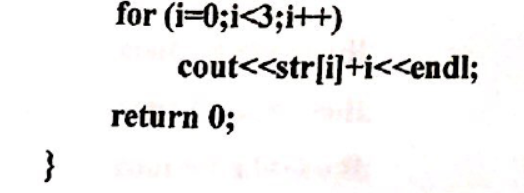 for (i=0;i<3;i++)
cout<<str[i]+i<<endl;
return 0;
}